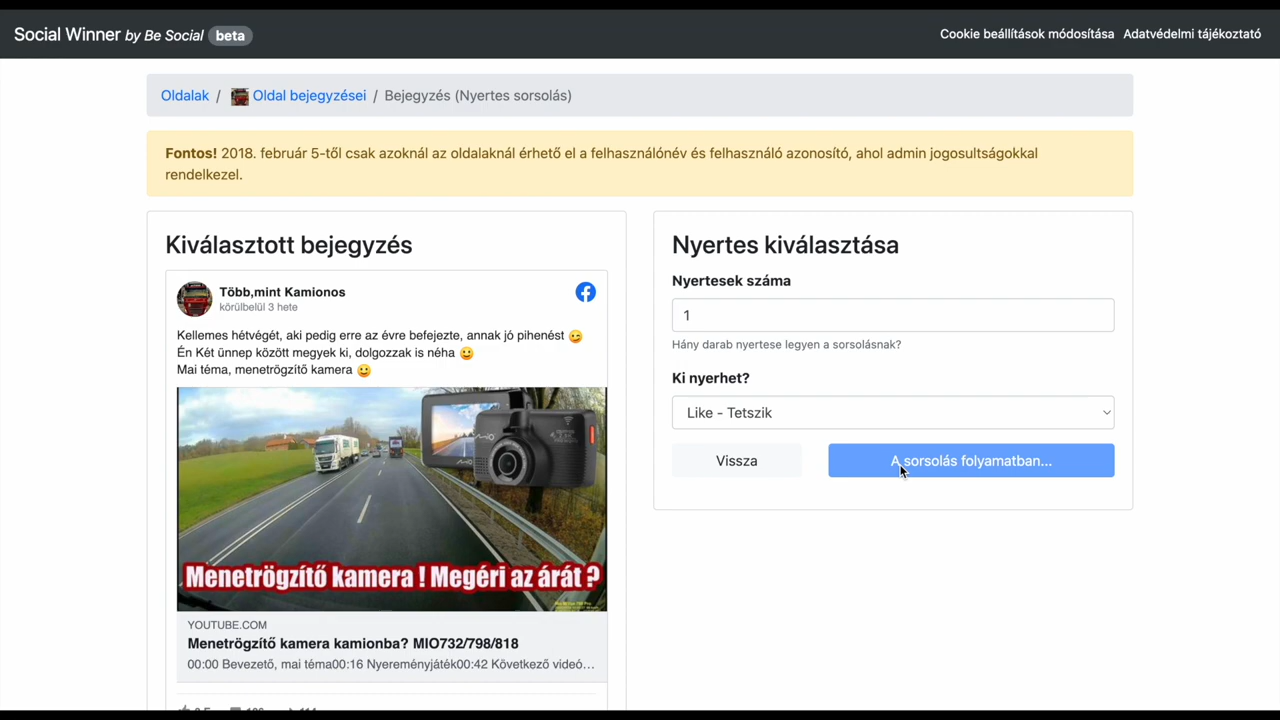 Social Winner by Be Social beta
Cookie beállítások módosítása Adatvédelmi tájékoztató
Oldalak / Oldal bejegyzései / Bejegyzés (Nyertes sorsolás)
Fontos! 2018. február 5-től csak azoknál az oldalaknál érhető el a felhasználónév és felhasználó azonosító, ahol admin jogosultságokkal
rendelkezel.
Kiválasztott bejegyzés
Több,mint Kamionos
körülbelül 3 hete
Kellemes hétvégét, aki pedig erre az évre befejezte, annak jó pihenést 😉
Én Két ünnep között megyek ki, dolgozzak is néha 😀
Mai téma, menetrögzítő kamera 😀
MIO
MIO
Menetrögzítő kamera ! Megéri az árát ?
YOUTUBE.COM
Menetrögzítő kamera kamionba? MIO732/798/818
00:00 Bevezető, mai téma00:16 Nyereményjáték00:42 Következő videó…
Nyertes kiválasztása
Nyertesek száma
1
Hány darab nyertese legyen a sorsolásnak?
Ki nyerhet?
Like - Tetszik
Vissza
A sorsolás folyamatban...